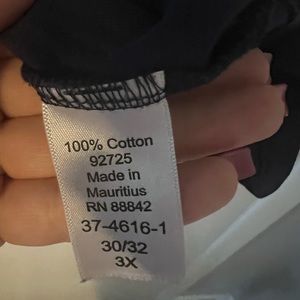 100% Cotton
92725
Made in
Mauritius
RN 88842
37-4616-1
30/32
3X